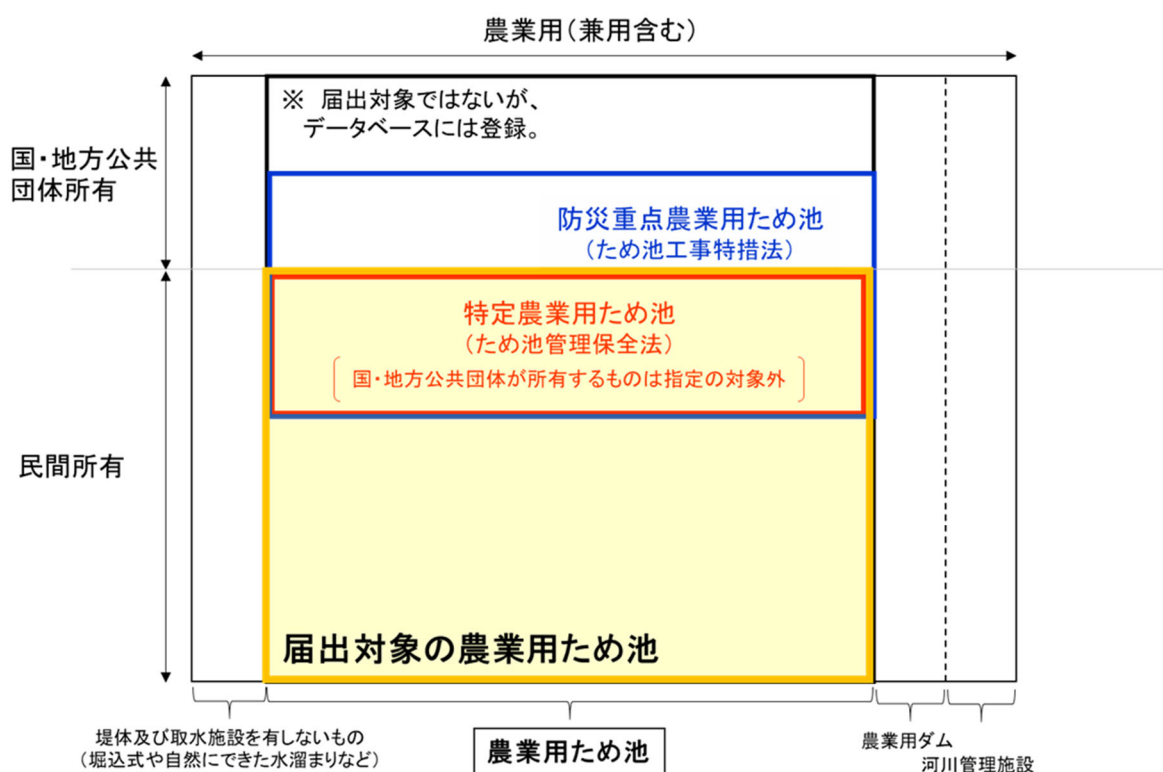 農業用(兼用含む)
※ 届出対象ではないが、
データベースには登録。
国・地方公共
団体所有
防災重点農業用ため池
(ため池工事特措法)
特定農業用ため池
(ため池管理保全法)
国・地方公共団体が所有するものは指定の対象外
民間所有
届出対象の農業用ため池
堤体及び取水施設を有しないもの
(堀込式や自然にできた水溜まりなど)
農業用ため池
農業用ダム
河川管理施設